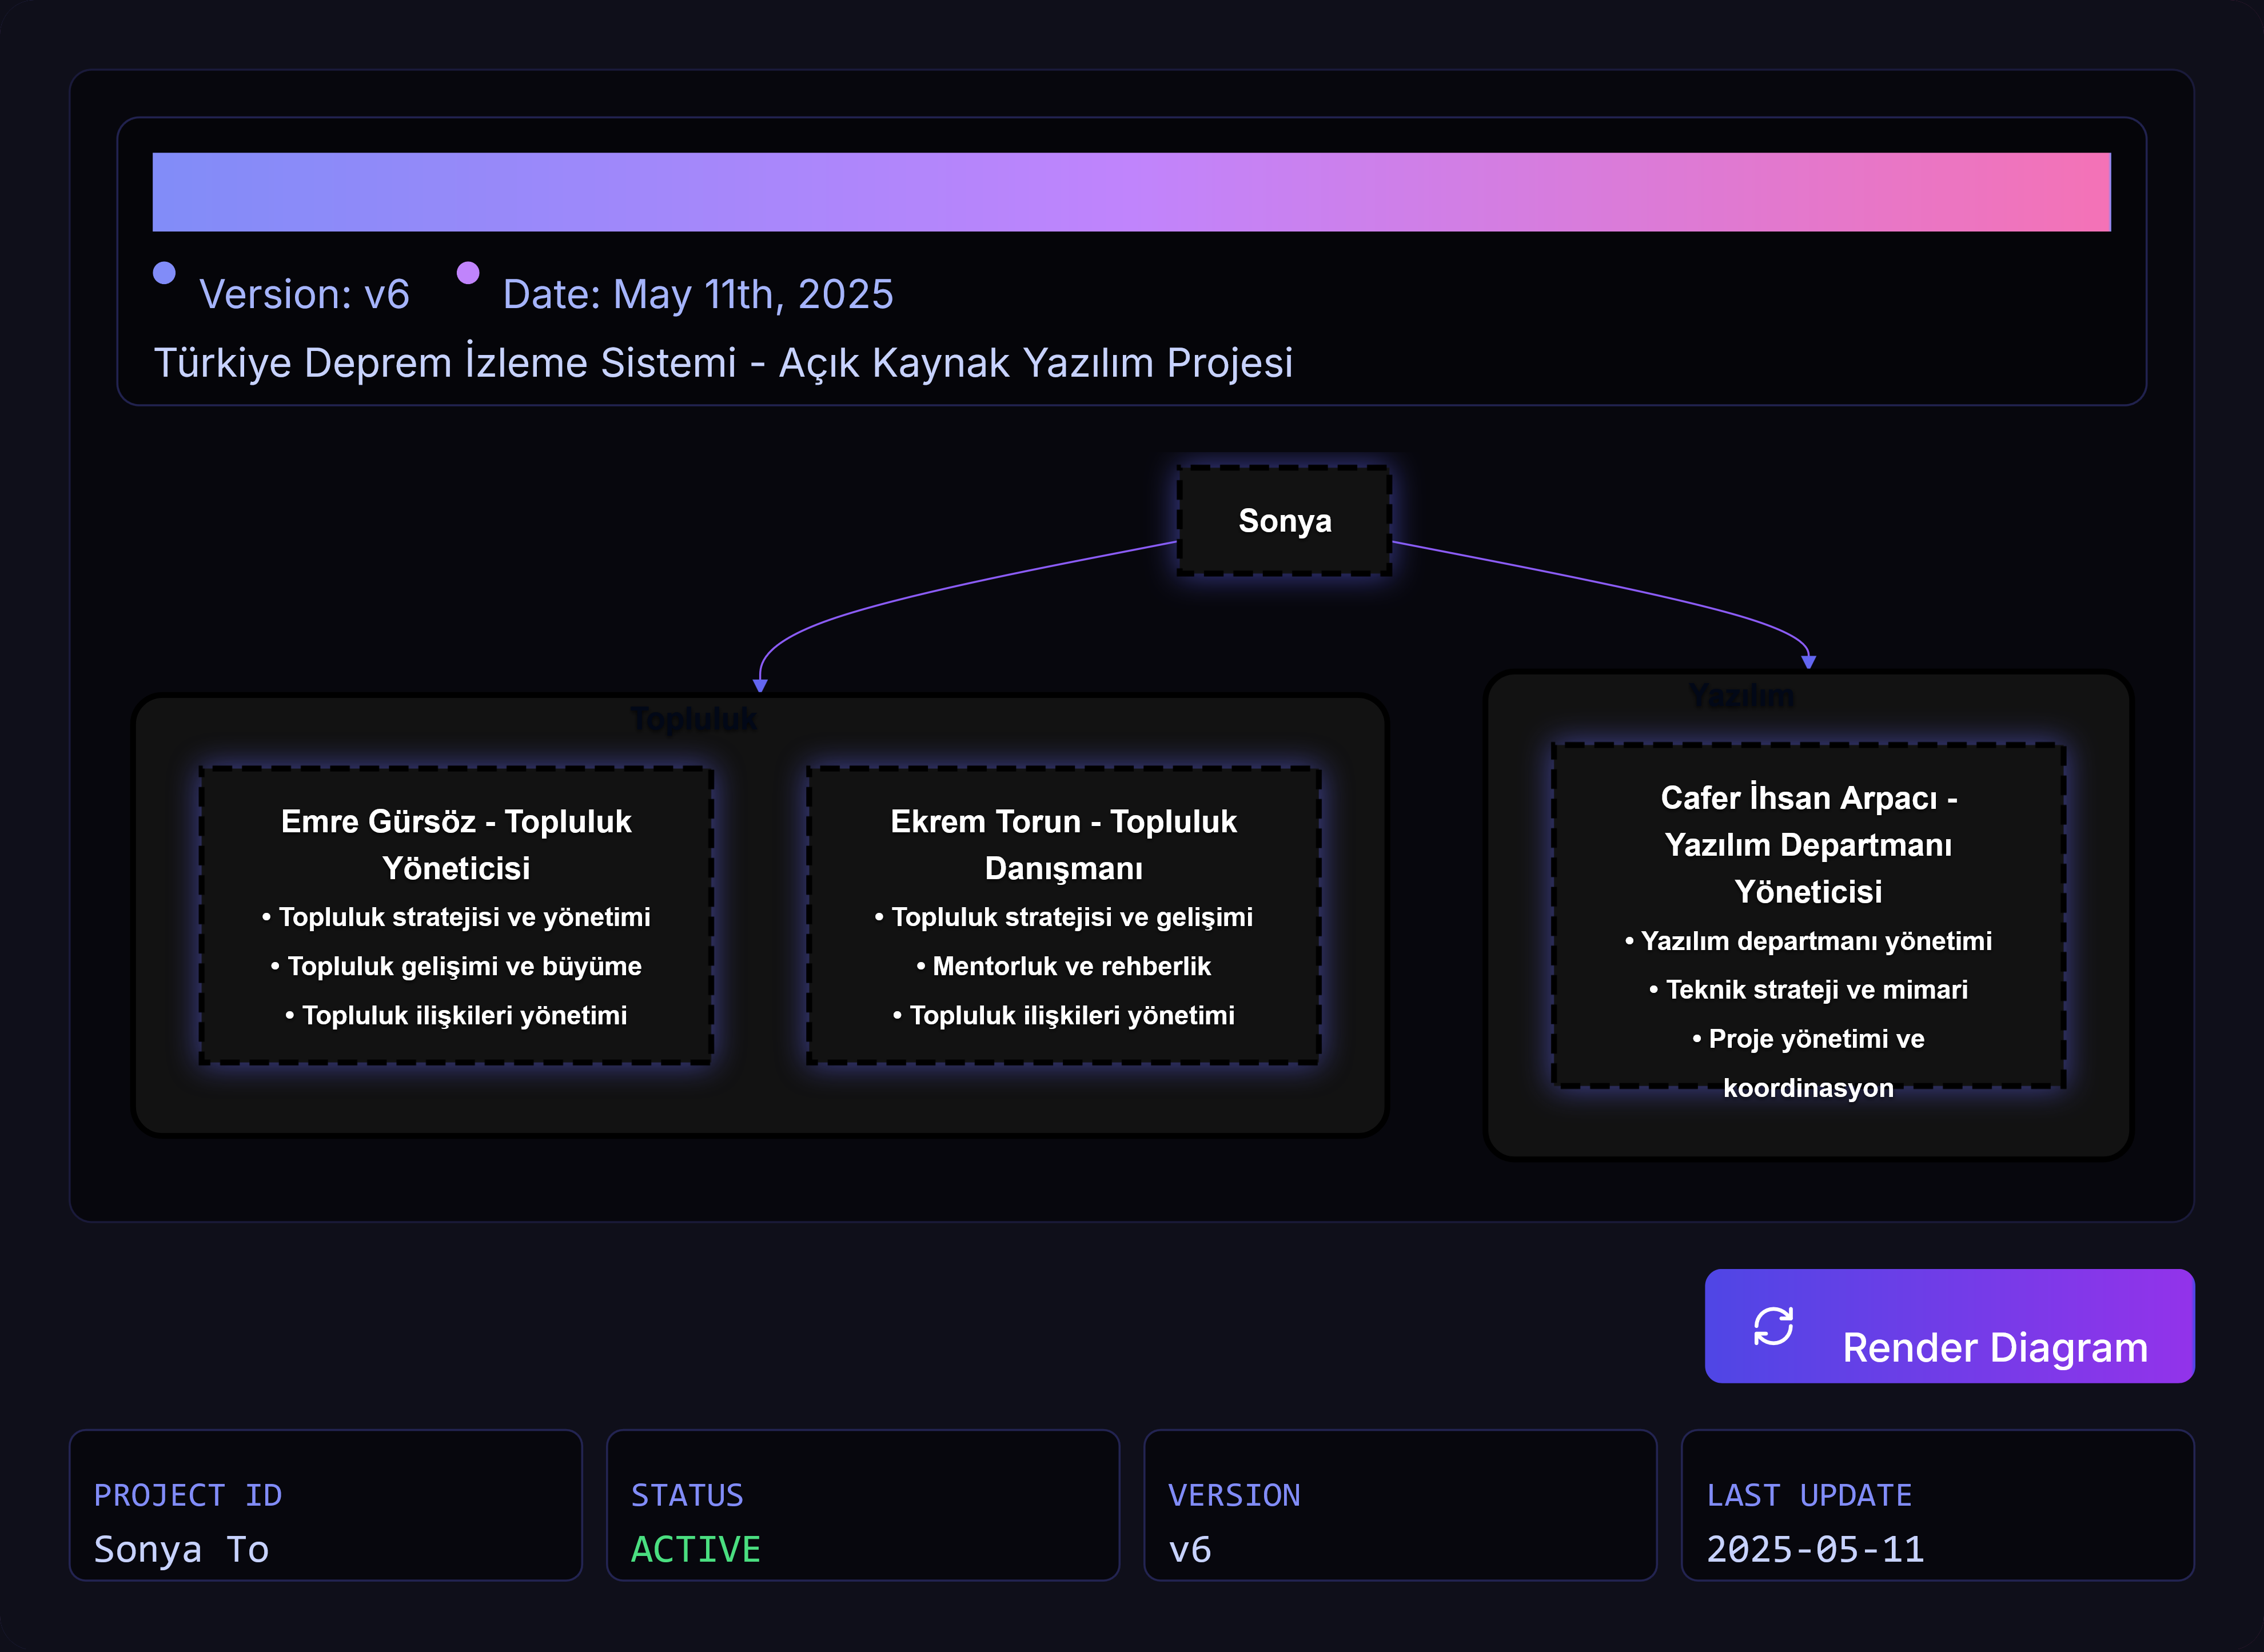 Version: v6
Date: May 11th, 2025
Türkiye Deprem İzleme Sistemi - Açık Kaynak Yazılım Projesi
Sonya
Topluluk
Emre Gürsöz - Topluluk
Yöneticisi
• Topluluk stratejisi ve yönetimi
• Topluluk gelişimi ve büyüme
• Topluluk ilişkileri yönetimi
Ekrem Torun - Topluluk
Danışmanı
• Topluluk stratejisi ve gelişimi
• Mentorluk ve rehberlik
• Topluluk ilişkileri yönetimi
Yazılım
Cafer İhsan Arpacı -
Yazılım Departmanı
Yöneticisi
• Yazılım departmanı yönetimi
• Teknik strateji ve mimari
• Proje yönetimi ve
koordinasyon
Render Diagram
PROJECT ID
Sonya To
STATUS
ACTIVE
VERSION
v6
LAST UPDATE
2025-05-11